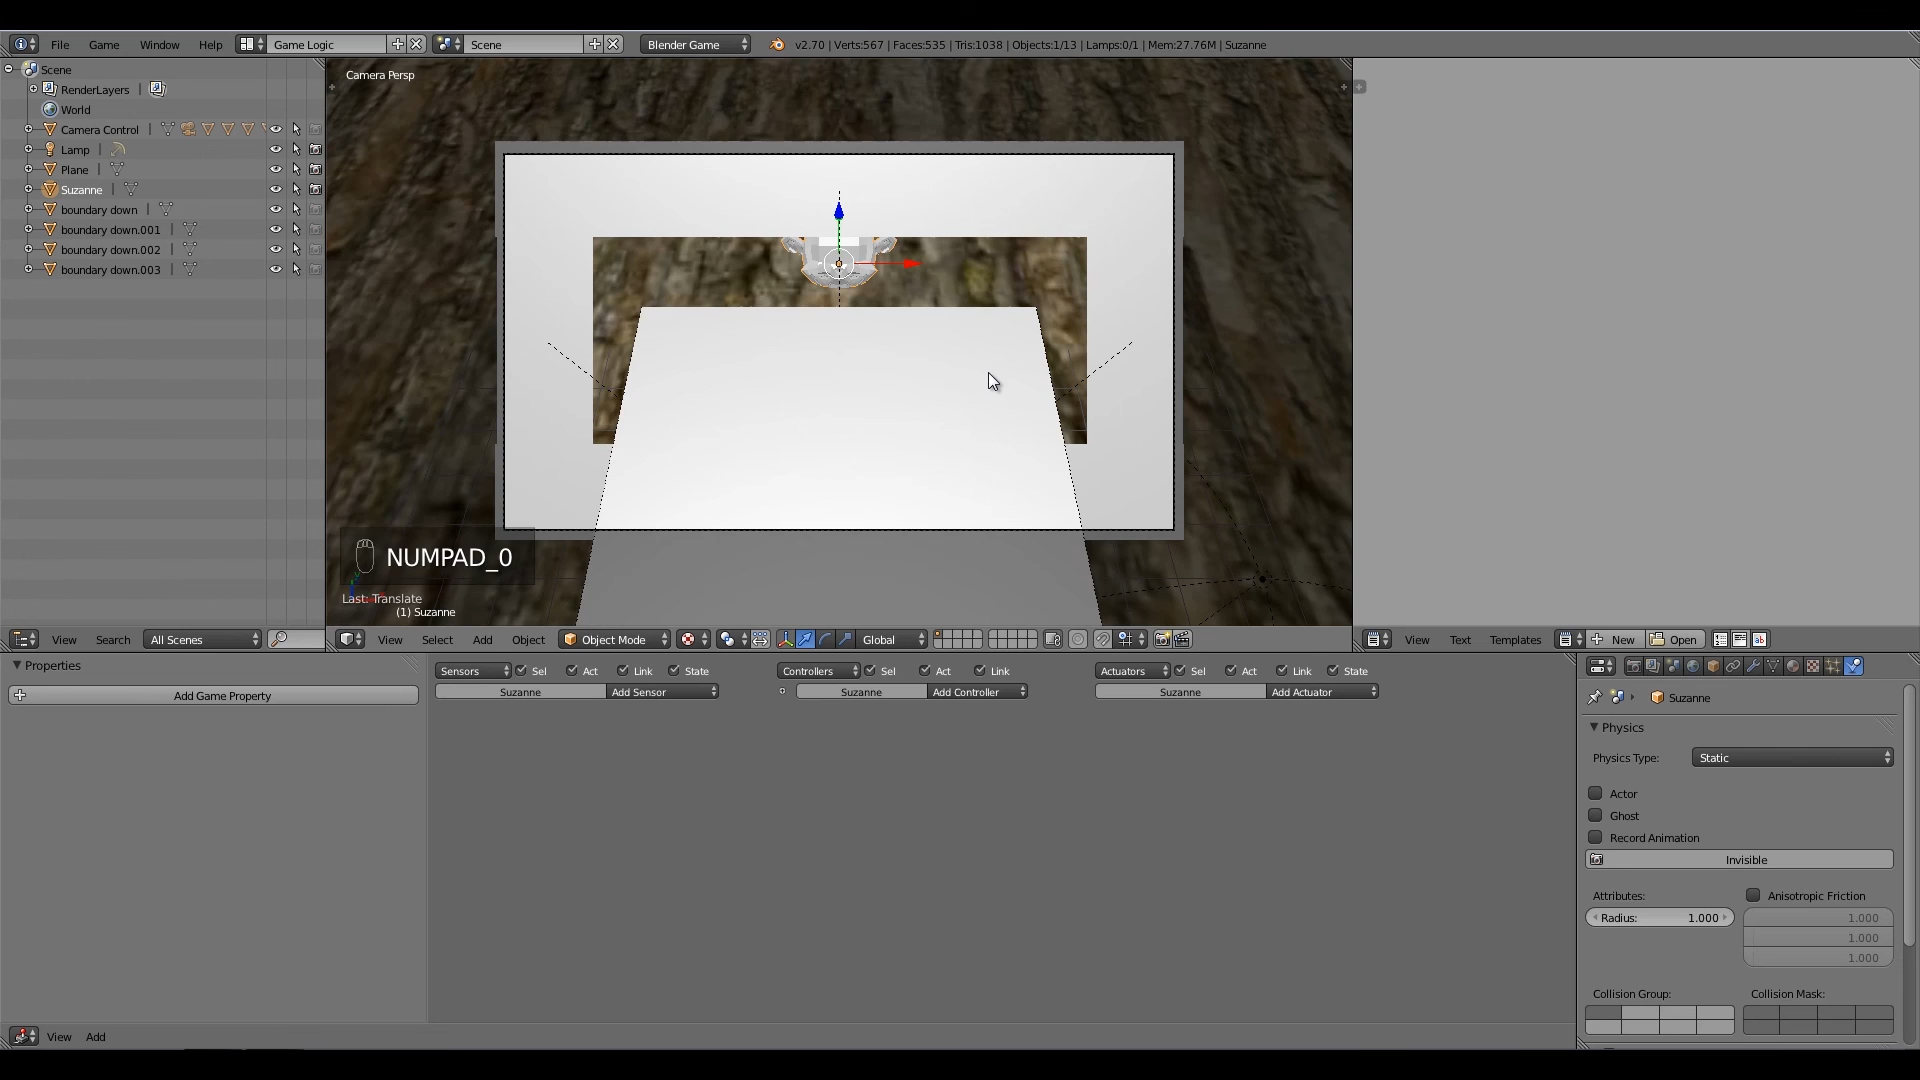 File Game Window Help Game Logic Scene Blender Game v2.70 | Verts:567 | Faces:535 | Tris:1038 | Objects:1/13 | Lamps:0/1 | Mem:27.76M | Suzanne
Scene
RenderLayers |
World
Camera Control |
Lamp |
Plane |
Suzanne |
boundary down |
boundary down.001 |
boundary down.002 |
boundary down.003 |
Camera Persp
NUMPAD_0
Last: Translate
(1) Suzanne
View Search All Scenes
View Select Add Object Object Mode Global
View Text Templates New Open
Properties
Add Game Property
Sensors Sel Act Link State Controllers Sel Act Link Actuators Sel Act Link State
Suzanne Add Sensor Suzanne Add Controller Suzanne Add Actuator
Suzanne
Physics
Physics Type: Static
Actor
Ghost
Record Animation
Invisible
Attributes: Anisotropic Friction
Radius: 1.000 1.000
1.000
1.000
Collision Group: Collision Mask:
View Add